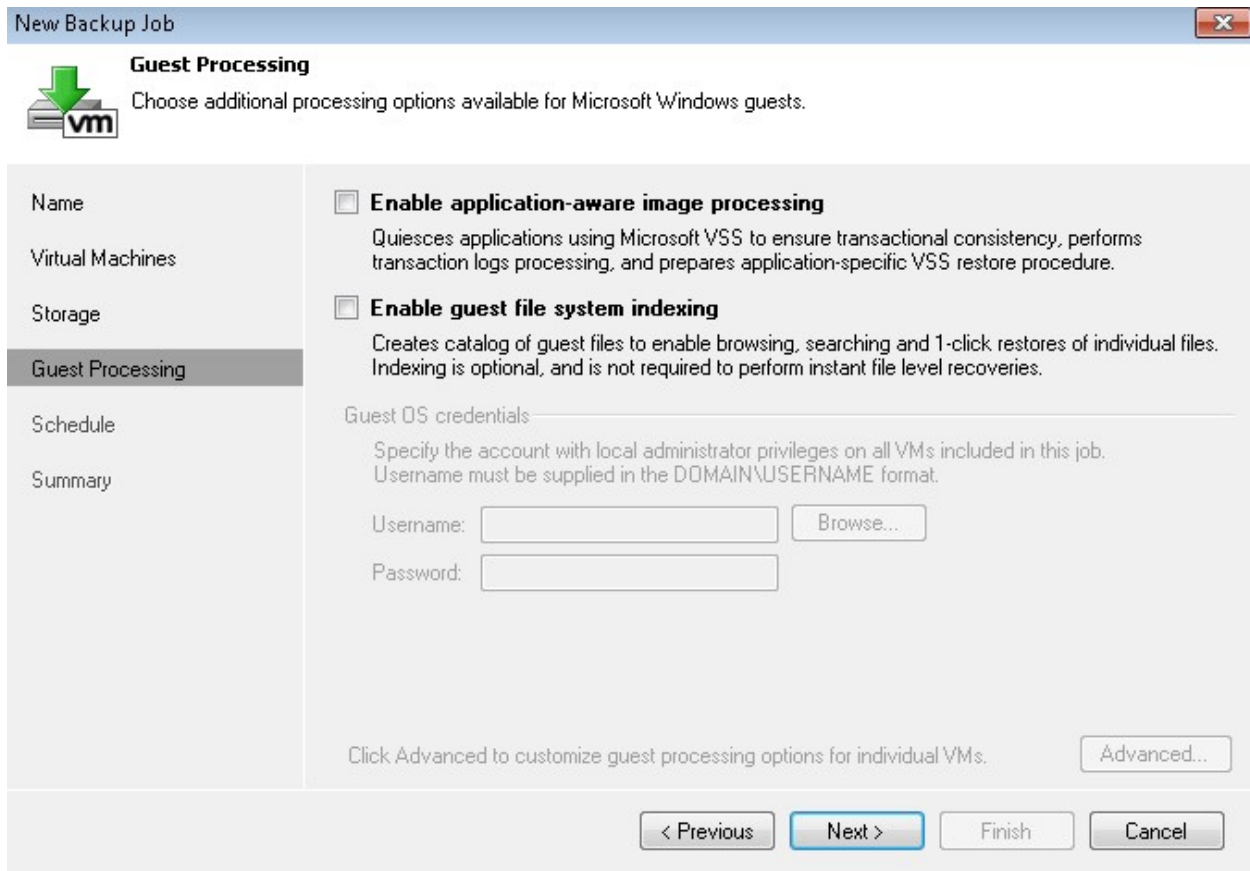 New Backup Job
Guest Processing
Choose additional processing options available for Microsoft Windows guests.
vm
Name
Virtual Machines
Storage
Guest Processing
Schedule
Summary
Enable application-aware image processing
Quiesces applications using Microsoft VSS to ensure transactional consistency, performs
transaction logs processing, and prepares application-specific VSS restore procedure.
Enable guest file system indexing
Creates catalog of guest files to enable browsing, searching and 1-click restores of individual files.
Indexing is optional, and is not required to perform instant file level recoveries.
Guest OS credentials
Specify the account with local administrator privileges on all VMs included in this job.
Username must be supplied in the DOMAIN\USERNAME format.
Username:
Browse...
Password:
Click Advanced to customize guest processing options for individual VMs.
Advanced...
< Previous
Next >
Finish
Cancel